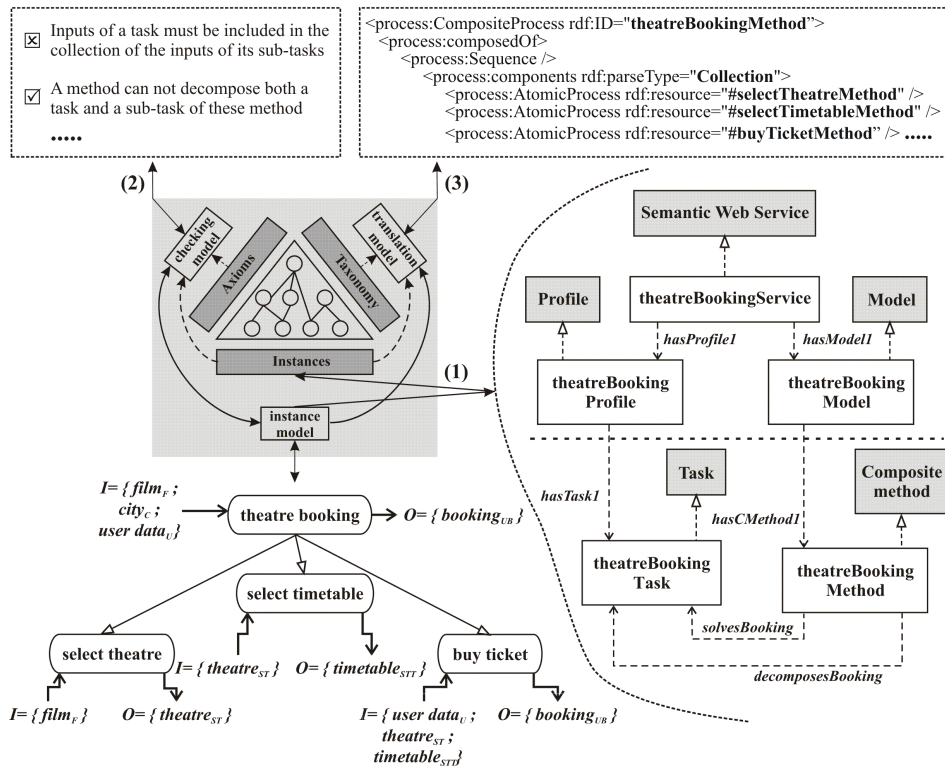 Inputs of a task must be included in the
collection of the inputs of its sub-tasks
A method can not decompose both a
task and a sub-task of these method
.....
<process:CompositeProcess rdf:ID="theatreBookingMethod">
<process:composedOf>
<process:Sequence />
<process:components rdf:parseType="Collection">
<process:AtomicProcess rdf:resource="#selectTheatreMethod" />
<process:AtomicProcess rdf:resource="#selectTimetableMethod" />
<process:AtomicProcess rdf:resource="#buyTicketMethod" /> .....
(2)
(3)
checking
model
translation
model
Axioms
Taxonomy
Instances
(1)
instance
model
Semantic Web Service
Profile
theatreBookingService
Model
hasProfile1
hasModel1
theatreBooking
Profile
theatreBooking
Model
Task
Composite
method
hasTask1
hasCMethod1
theatreBooking
Task
theatreBooking
Method
solvesBooking
decomposesBooking
I= { film_F ;
city_C ;
user data_U }
theatre booking
O= { booking_UB }
select timetable
I= { theatre_ST }
O= { timetable_STT }
select theatre
I= { film_F }
O= { theatre_ST }
buy ticket
I= { user data_U ;
theatre_ST ;
timetable_STT }
O= { booking_UB }